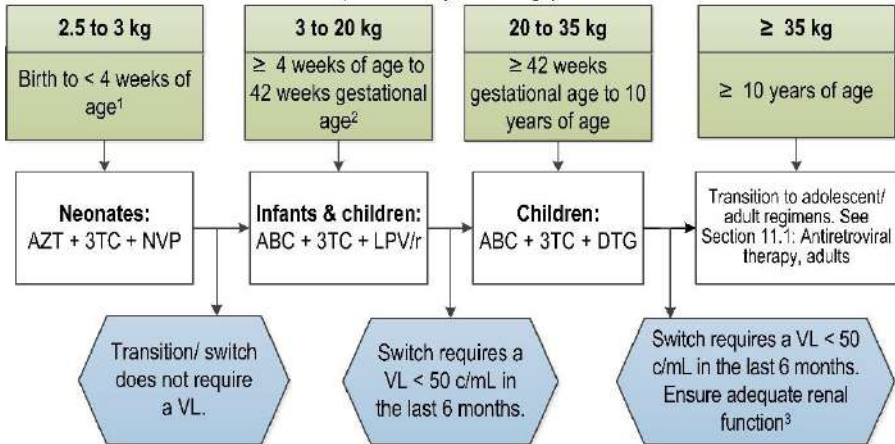 2.5 to 3 kg
Birth to < 4 weeks of
age¹
3 to 20 kg
≥ 4 weeks of age to
42 weeks gestational
age²
20 to 35 kg
≥ 42 weeks
gestational age to 10
years of age
≥ 35 kg
≥ 10 years of age
Neonates:
AZT + 3TC + NVP
Infants & children:
ABC + 3TC + LPV/r
Children:
ABC + 3TC + DTG
Transition to adolescent/
adult regimens. See
Section 11.1: Antiretroviral
therapy, adults
Transition/ switch
does not require
a VL.
Switch requires a
VL < 50 c/mL in
the last 6 months.
Switch requires a VL < 50
c/mL in the last 6 months.
Ensure adequate renal
function³